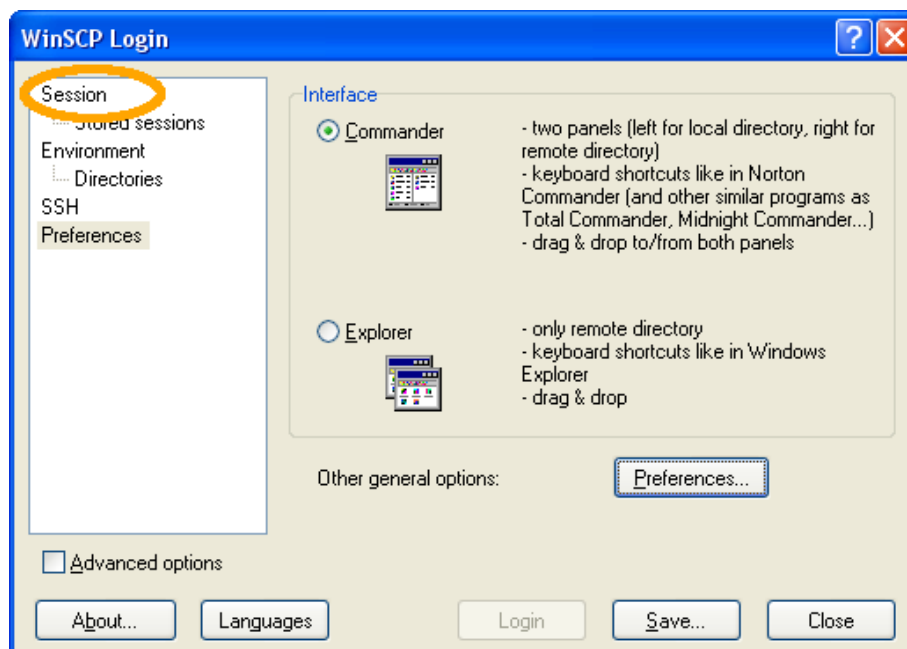 WinSCP Login
Session
Stored sessions
Environment
Directories
SSH
Preferences
Interface
Commander
- two panels (left for local directory, right for
remote directory)
- keyboard shortcuts like in Norton
Commander (and other similar programs as
Total Commander, Midnight Commander...)
- drag & drop to/from both panels
Explorer
- only remote directory
- keyboard shortcuts like in Windows
Explorer
- drag & drop
Other general options:
Preferences...
Advanced options
About...
Languages
Login
Save...
Close